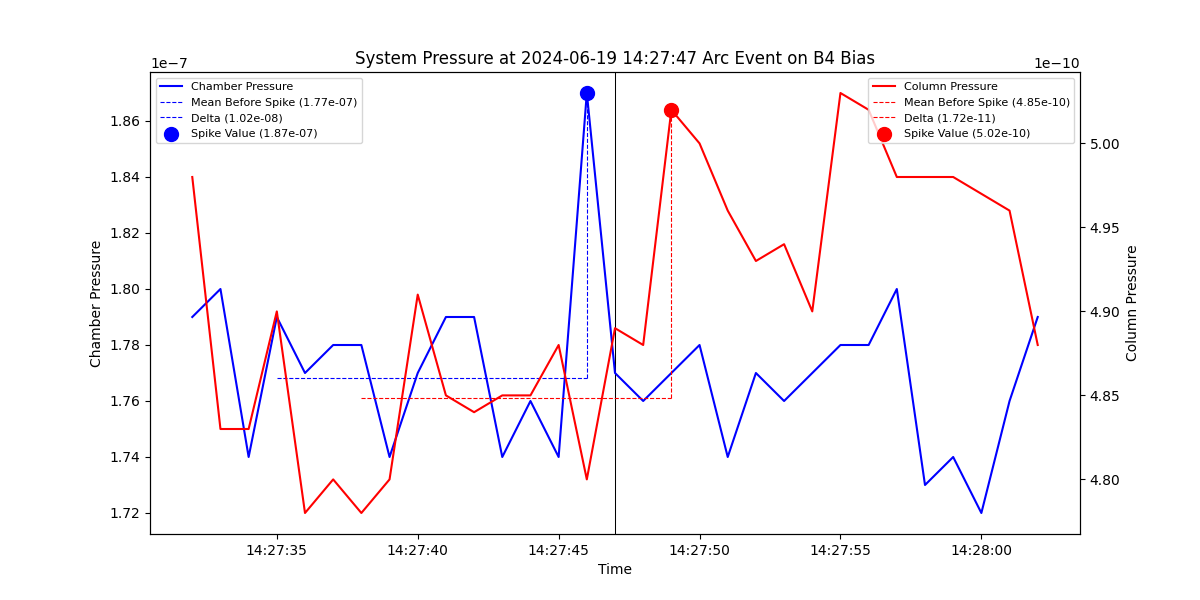 System Pressure at 2024-06-19 14:27:47 Arc Event on B4 Bias
1e−7
1e−10
Chamber Pressure
Mean Before Spike (1.77e-07)
Delta (1.02e-08)
Spike Value (1.87e-07)
Column Pressure
Mean Before Spike (4.85e-10)
Delta (1.72e-11)
Spike Value (5.02e-10)
Chamber Pressure
1.86
1.84
1.82
1.80
1.78
1.76
1.74
1.72
5.00
4.95
4.90
4.85
4.80
Column Pressure
14:27:35
14:27:40
14:27:45
14:27:50
14:27:55
14:28:00
Time